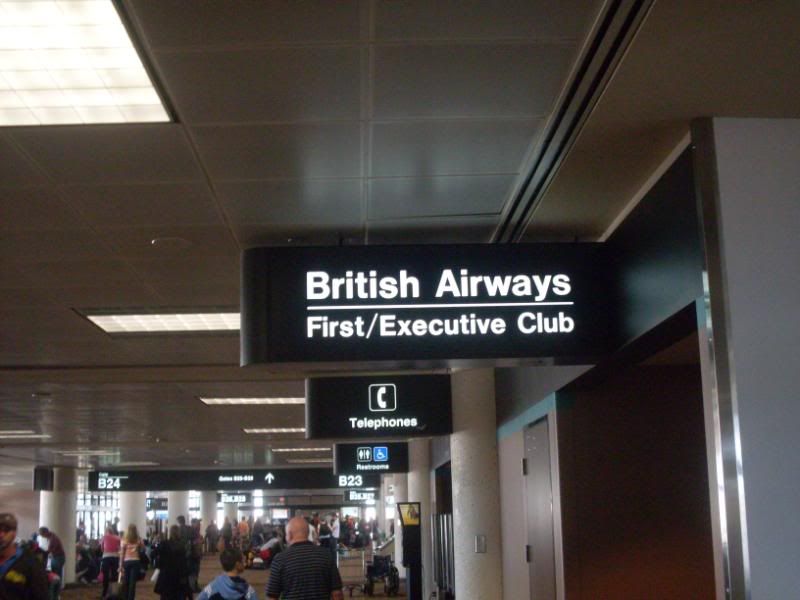 British Airways
First/Executive Club
Telephones
Restrooms
B23
B24